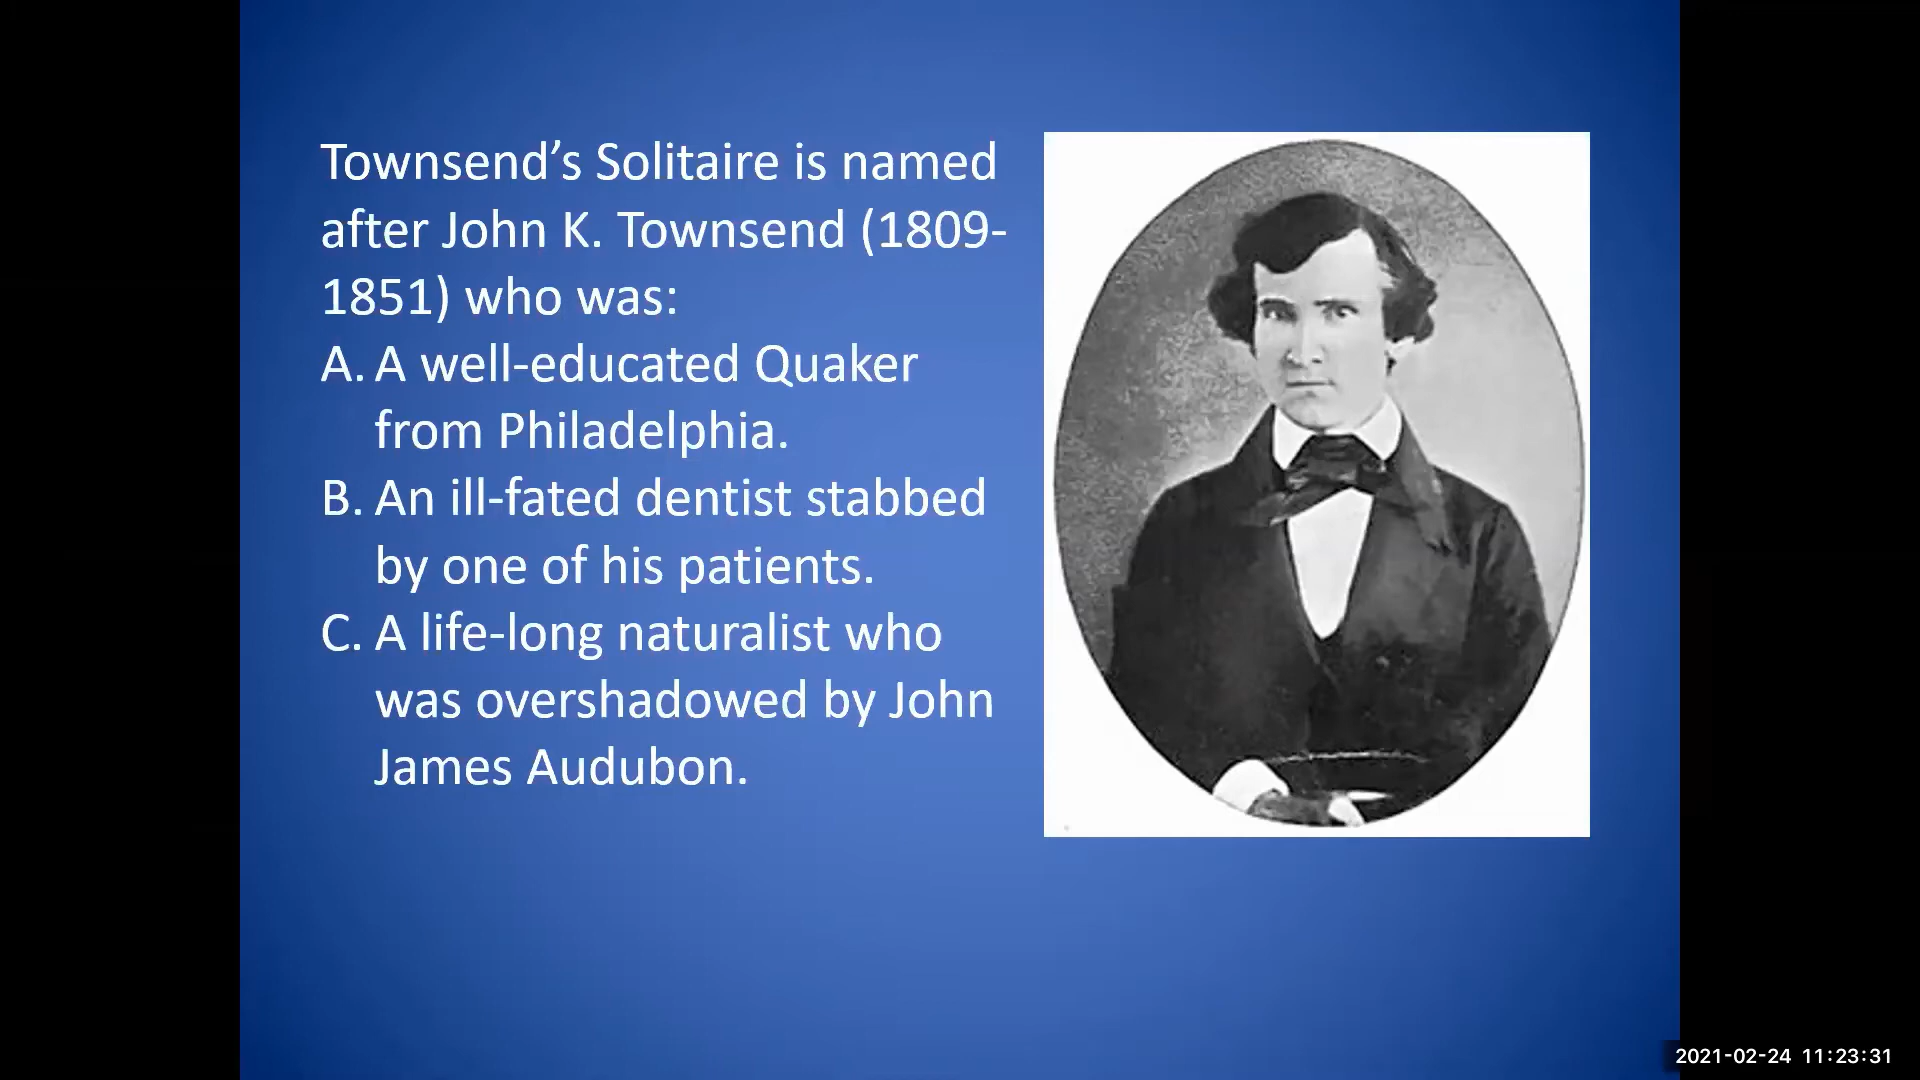 Townsend’s Solitaire is named
after John K. Townsend (1809-
1851) who was:
A. A well-educated Quaker
from Philadelphia.
B. An ill-fated dentist stabbed
by one of his patients.
C. A life-long naturalist who
was overshadowed by John
James Audubon.
2021-02-24 11:23:31